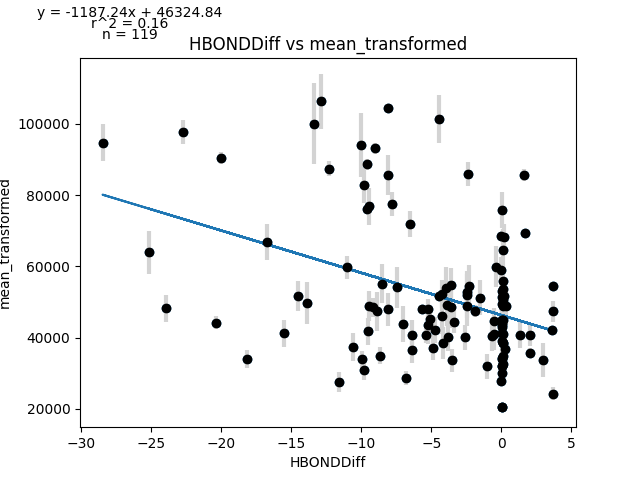 y = -1187.24x + 46324.84
r^2 = 0.16
n = 119
HBONDDiff vs mean_transformed
mean_transformed
100000
80000
60000
40000
20000
−30
−25
−20
−15
−10
−5
0
5
HBONDDiff